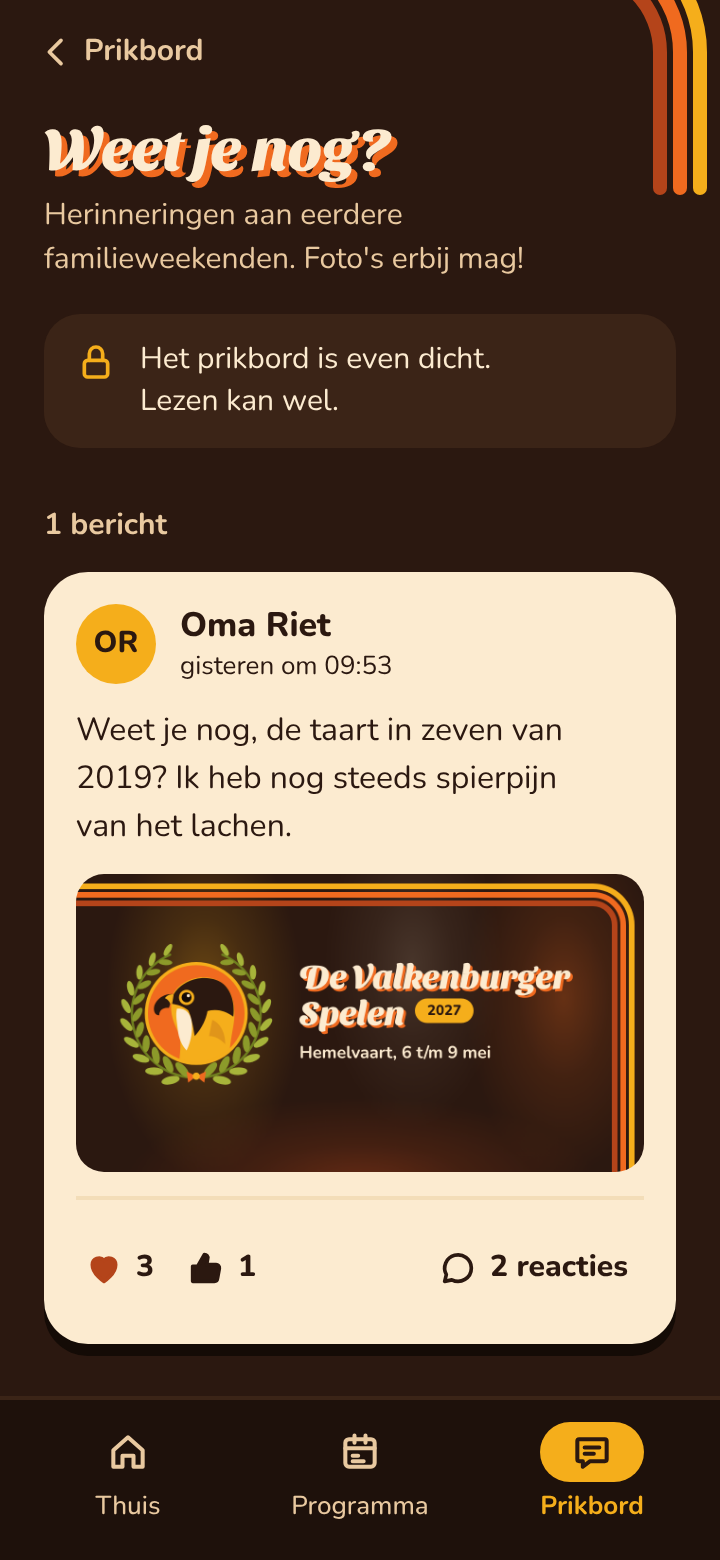 Prikbord
Weet je nog?
Herinneringen aan eerdere
familieweekenden. Foto's erbij mag!
Het prikbord is even dicht.
Lezen kan wel.
1 bericht
OR
Oma Riet
gisteren om 09:53
Weet je nog, de taart in zeven van
2019? Ik heb nog steeds spierpijn
van het lachen.
De Valkenburger
Spelen 2027
Hemelvaart, 6 t/m 9 mei
3 1 2 reacties
Thuis Programma Prikbord